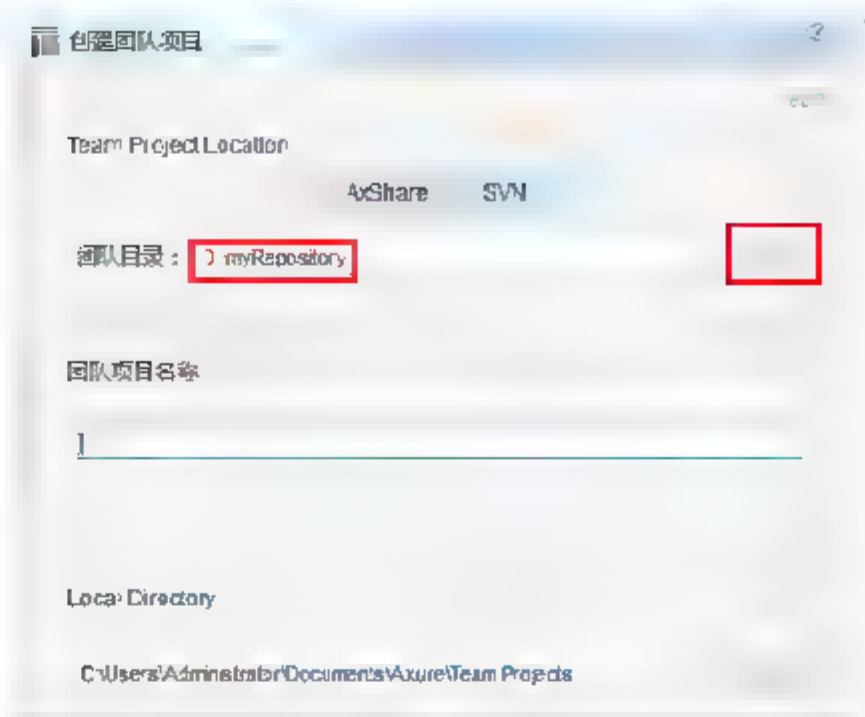 创建团队项目
?
Team Project Location
AxShare SVN
团队目录： myRepository
团队项目名称
Local Directory
C:\Users\Administrator\Documents\Axure\Team Projects